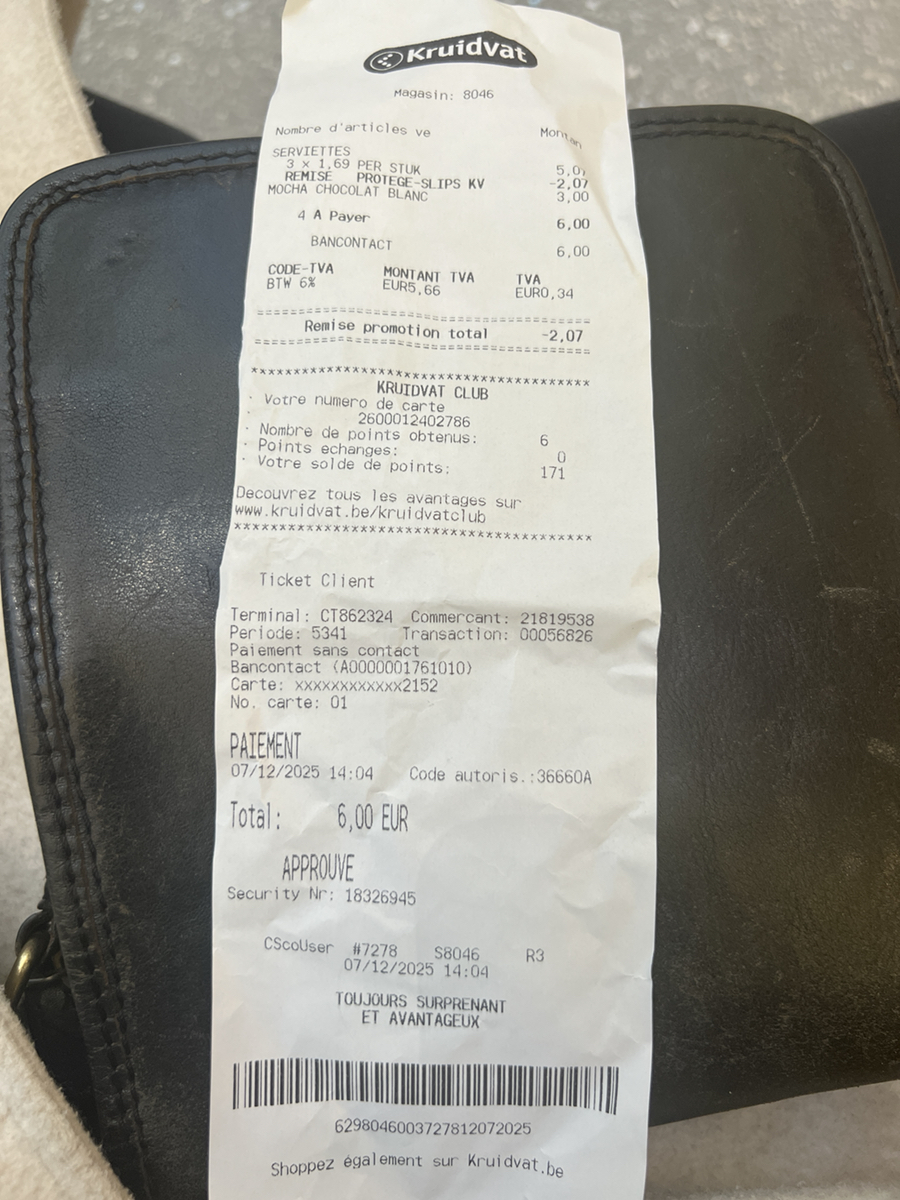 Kruidvat
Magasin: 8046
Nombre d'articles ve Montan
SERVIETTES
3 x 1,69 PER STUK 5,07
REMISE PROTEGE-SLIPS KV -2,07
MOCHA CHOCOLAT BLANC 3,00
4 A Payer 6,00
BANCONTACT 6,00
CODE-TVA MONTANT TVA TVA
BTW 6% EUR5,66 EUR0,34
==========================================
Remise promotion total -2,07
==========================================
******************************************
KRUIDVAT CLUB
· Votre numero de carte
· 2600012402786
· Nombre de points obtenus: 6
· Points echanges: 0
· Votre solde de points: 171
Decouvrez tous les avantages sur
www.kruidvat.be/kruidvatclub
******************************************
Ticket Client
Terminal: CT862324 Commercant: 21819538
Periode: 5341 Transaction: 00056826
Paiement sans contact
Bancontact (A0000001761010)
Carte: xxxxxxxxxxxx2152
No. carte: 01
PAIEMENT
07/12/2025 14:04 Code autoris.:36660A
Total: 6,00 EUR
APPROUVE
Security Nr: 18326945
CScoUser #7278 S8046 R3
07/12/2025 14:04
TOUJOURS SURPRENANT
ET AVANTAGEUX
6298046003727812072025
Shoppez également sur Kruidvat.be